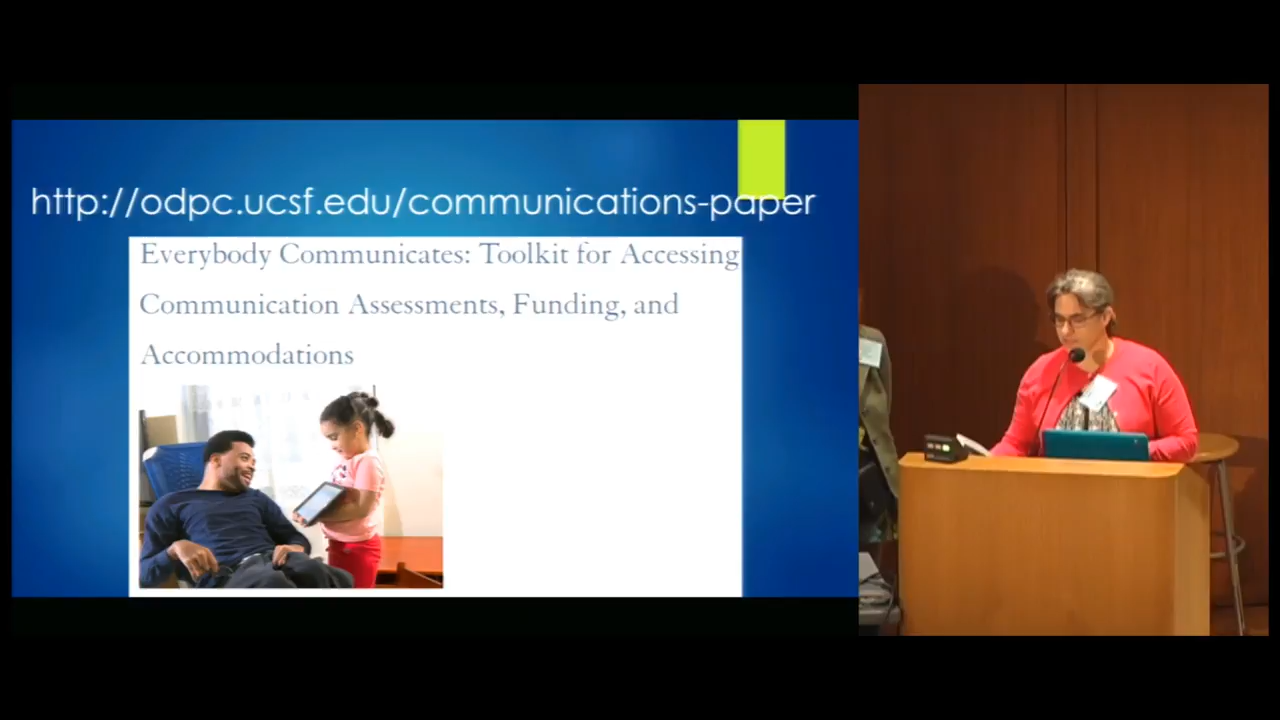 http://odpc.ucsf.edu/communications-paper
Everybody Communicates: Toolkit for Accessing
Communication Assessments, Funding, and
Accommodations